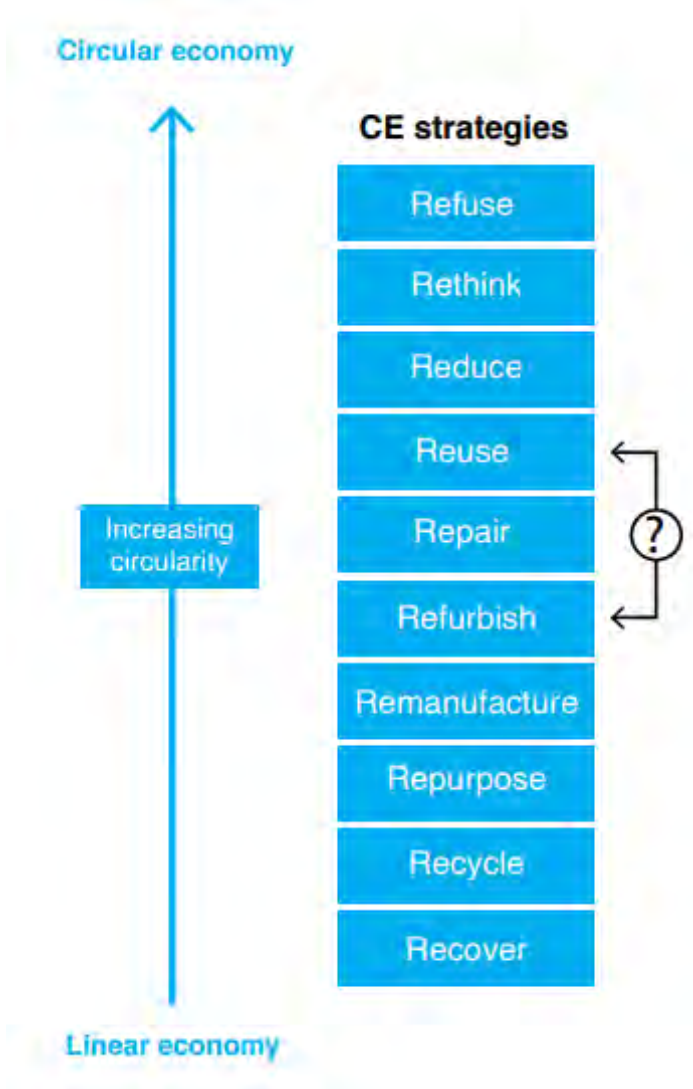 Circular economy
CE strategies
Refuse
Rethink
Reduce
Reuse
Repair
Refurbish
Remanufacture
Repurpose
Recycle
Recover
?
Increasing
circularity
Linear economy